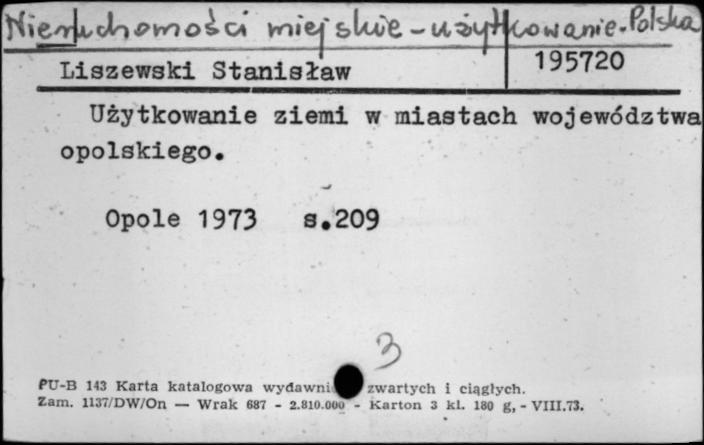 Nieruchomości miejskie - użytkowanie - Polska
Liszewski Stanisław
195720
Użytkowanie ziemi w miastach województwa
opolskiego.
Opole 1973 s.209
3
PU-B 143 Karta katalogowa wydawni zwartych i ciągłych.
Zam. 1137/DW/On — Wrak 687 - 2.810.000 - Karton 3 kl. 180 g, - VIII.73.